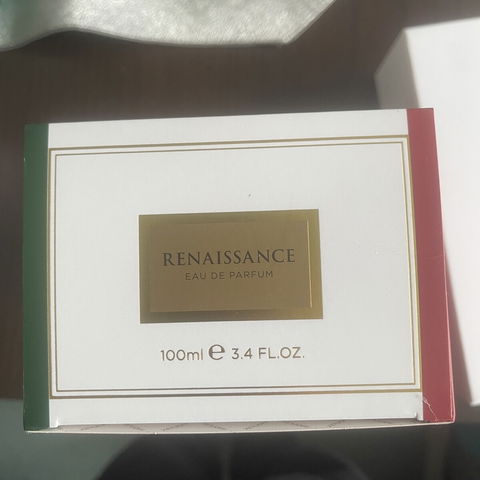 RENAISSANCE
EAU DE PARFUM
100ml ℮ 3.4 FL.OZ.